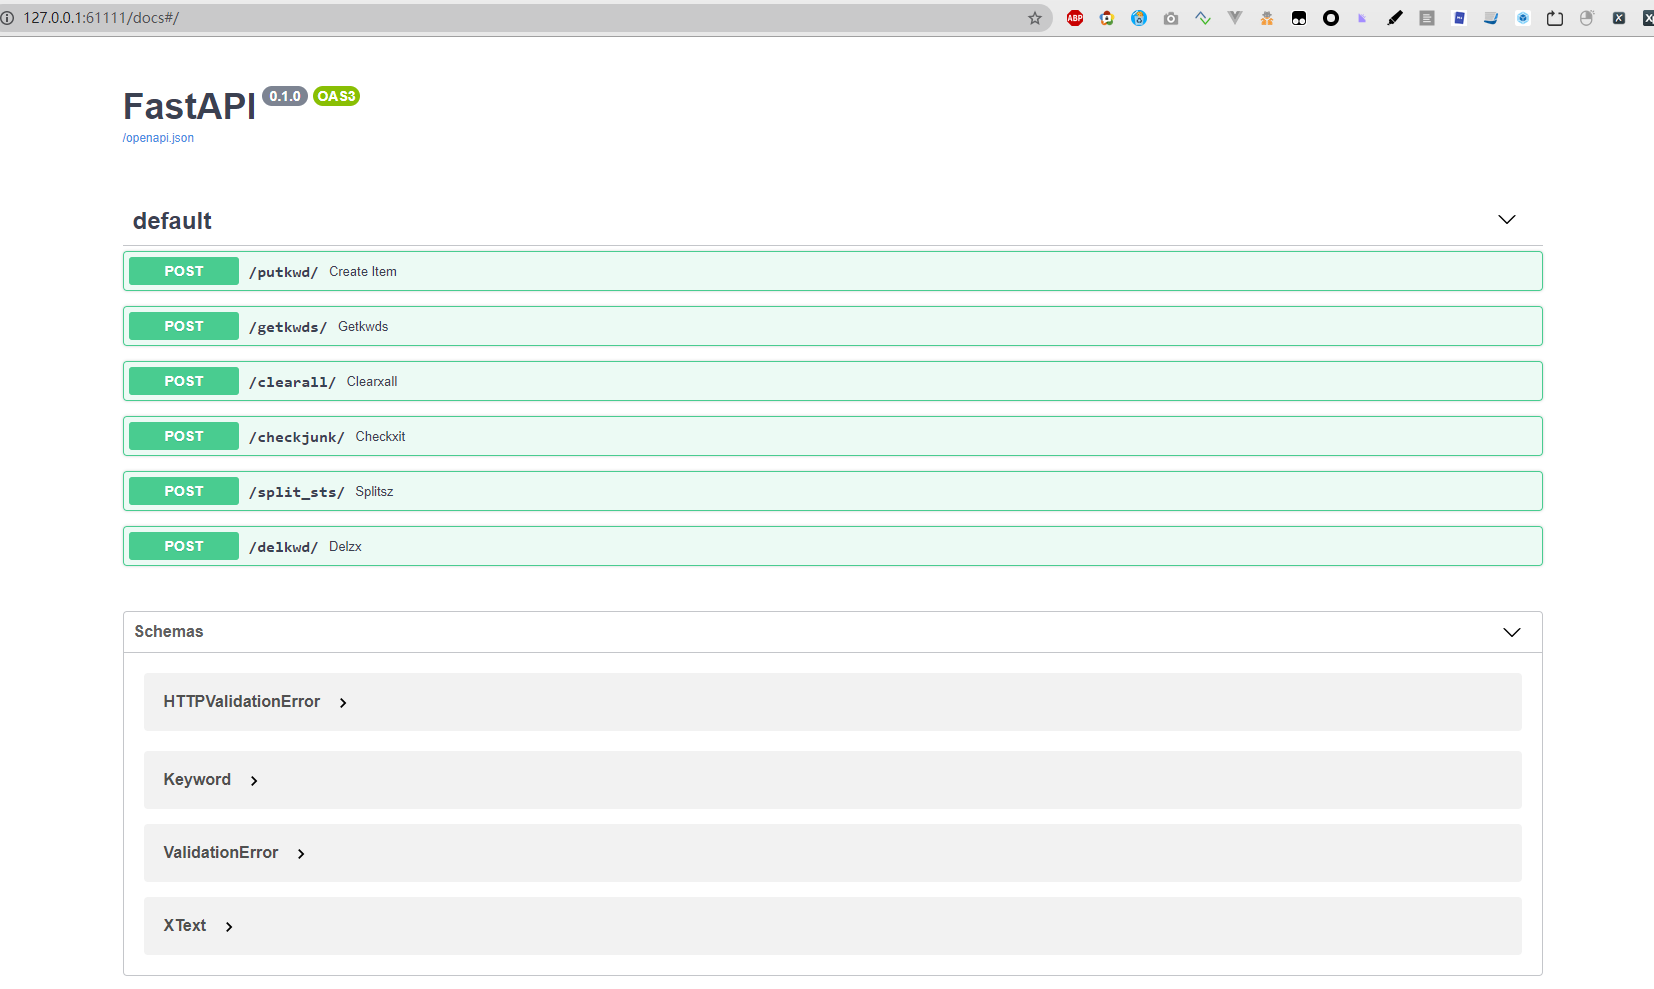 127.0.0.1:61111/docs#/
ABP
FastAPI 0.1.0 OAS3
/openapi.json
default
POST /putkwd/ Create Item
POST /getkwds/ Getkwds
POST /clearall/ Clearxall
POST /checkjunk/ Checkxit
POST /split_sts/ Splitsz
POST /delkwd/ Delzx
Schemas
HTTPValidationError
Keyword
ValidationError
XText